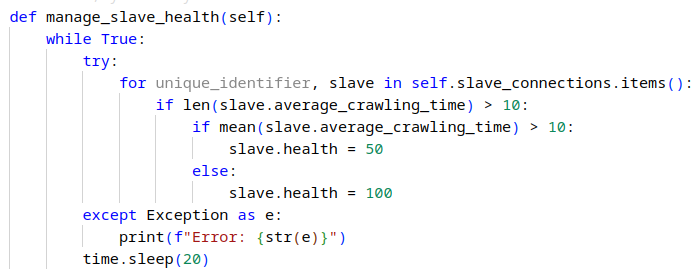 def manage_slave_health(self):
    while True:
        try:
            for unique_identifier, slave in self.slave_connections.items():
                if len(slave.average_crawling_time) > 10:
                    if mean(slave.average_crawling_time) > 10:
                        slave.health = 50
                    else:
                        slave.health = 100
        except Exception as e:
            print(f"Error: {str(e)}")
        time.sleep(20)